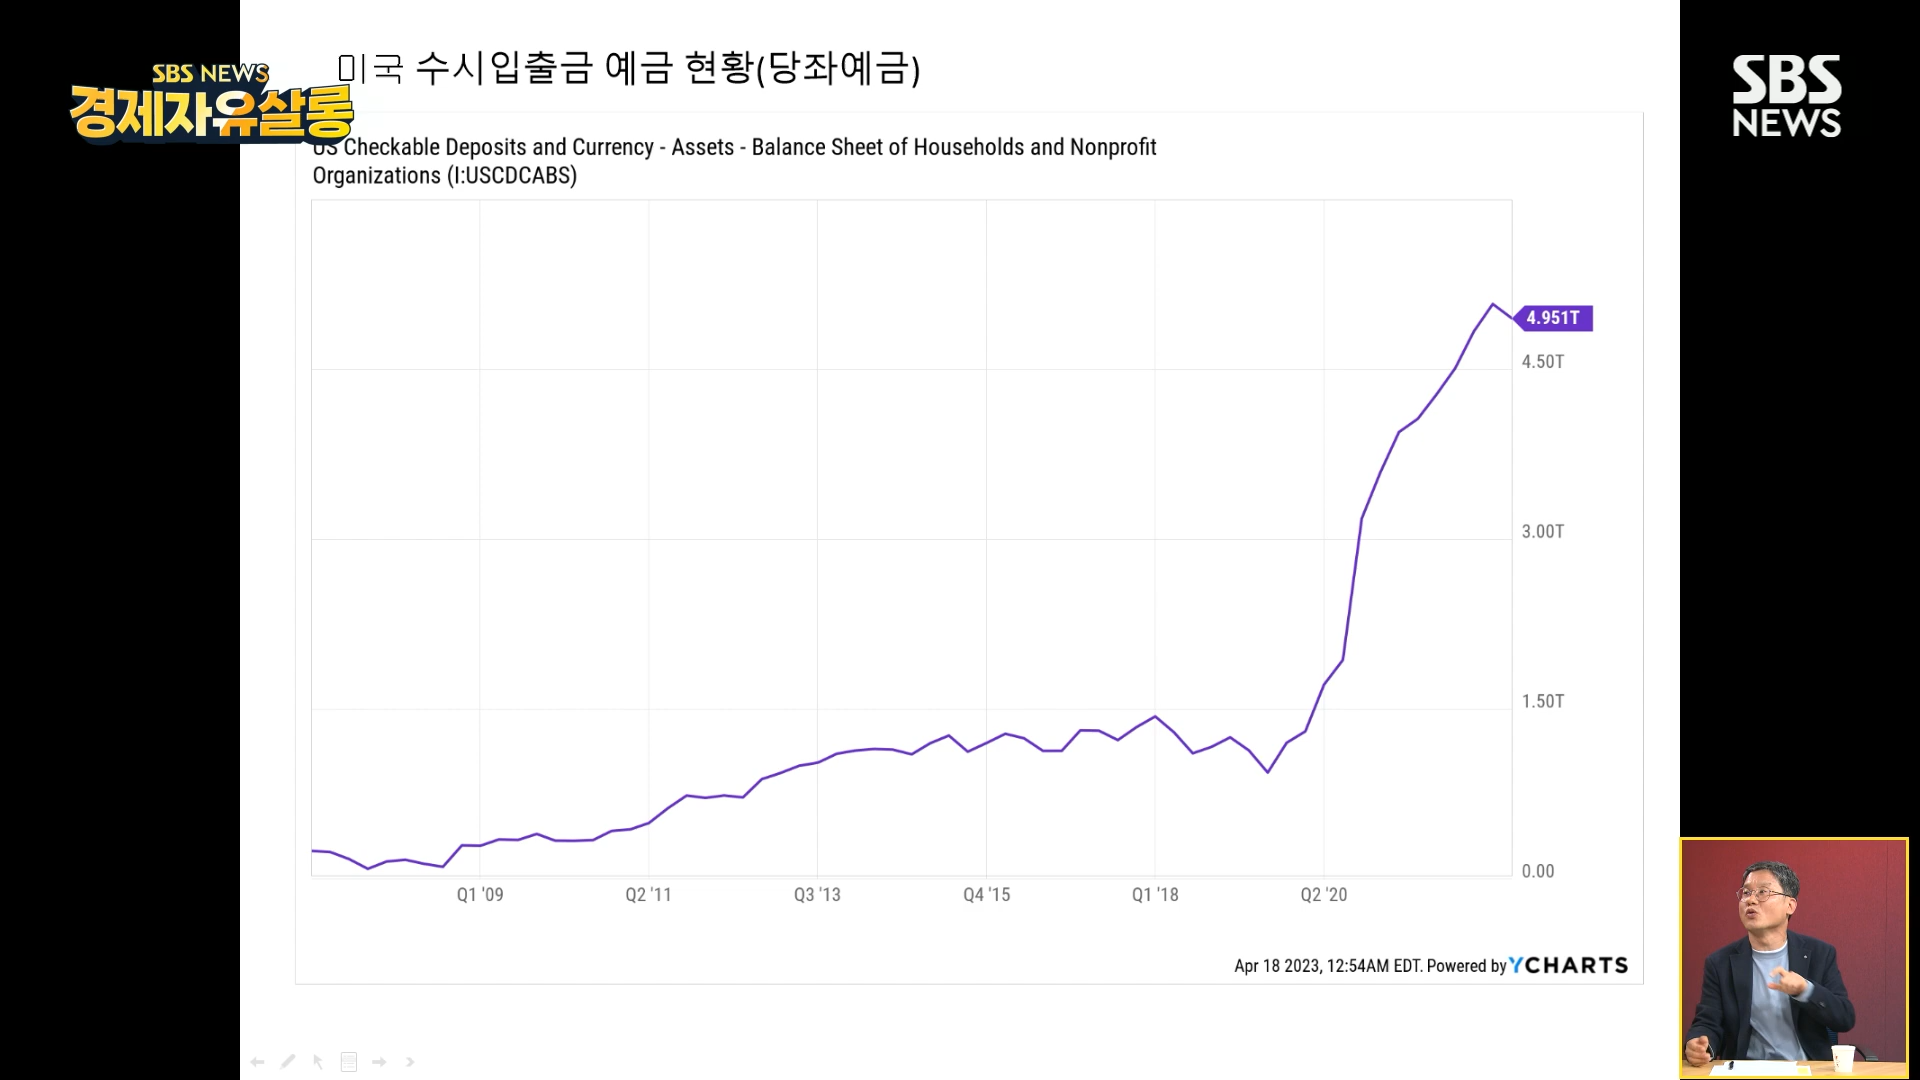 미국 수시입출금 예금 현황(당좌예금)
SBS NEWS
경제자유살롱
SBS
NEWS
US Checkable Deposits and Currency - Assets - Balance Sheet of Households and Nonprofit
Organizations (I:USCDCABS)
4.951T
4.50T
3.00T
1.50T
0.00
Q1 '09
Q2 '11
Q3 '13
Q4 '15
Q1 '18
Q2 '20
Apr 18 2023, 12:54AM EDT. Powered by YCHARTS